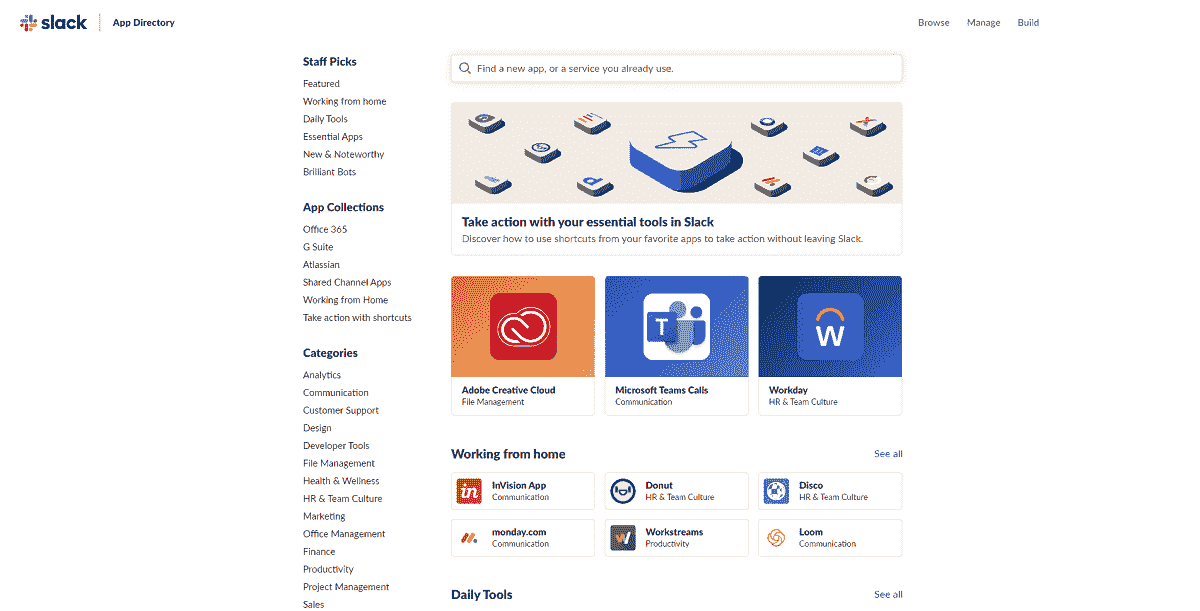 slack
App Directory
Browse
Manage
Build
Staff Picks
Featured
Working from home
Daily Tools
Essential Apps
New & Noteworthy
Brilliant Bots
App Collections
Office 365
G Suite
Atlassian
Shared Channel Apps
Working from Home
Take action with shortcuts
Categories
Analytics
Communication
Customer Support
Design
Developer Tools
File Management
Health & Wellness
HR & Team Culture
Marketing
Office Management
Finance
Productivity
Project Management
Sales
Find a new app, or a service you already use.
Take action with your essential tools in Slack
Discover how to use shortcuts from your favorite apps to take action without leaving Slack.
Adobe Creative Cloud
File Management
T
Microsoft Teams Calls
Communication
W
Workday
HR & Team Culture
Working from home
See all
in
InVision App
Communication
Donut
HR & Team Culture
Disco
HR & Team Culture
monday.com
Communication
Workstreams
Productivity
Loom
Communication
Daily Tools
See all